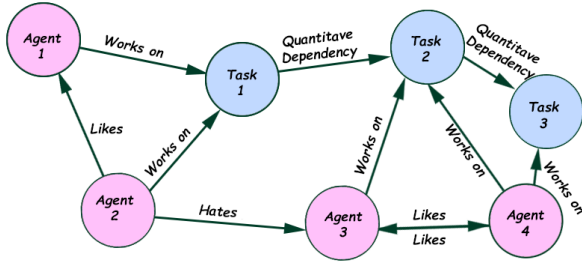 Agent
1
Works on
Task
1
Quantitave
Dependency
Task
2
Quantitave
Dependency
Task
3
Likes
Works on
Works on
Works on
Works on
Agent
2
Hates
Agent
3
Likes
Likes
Agent
4